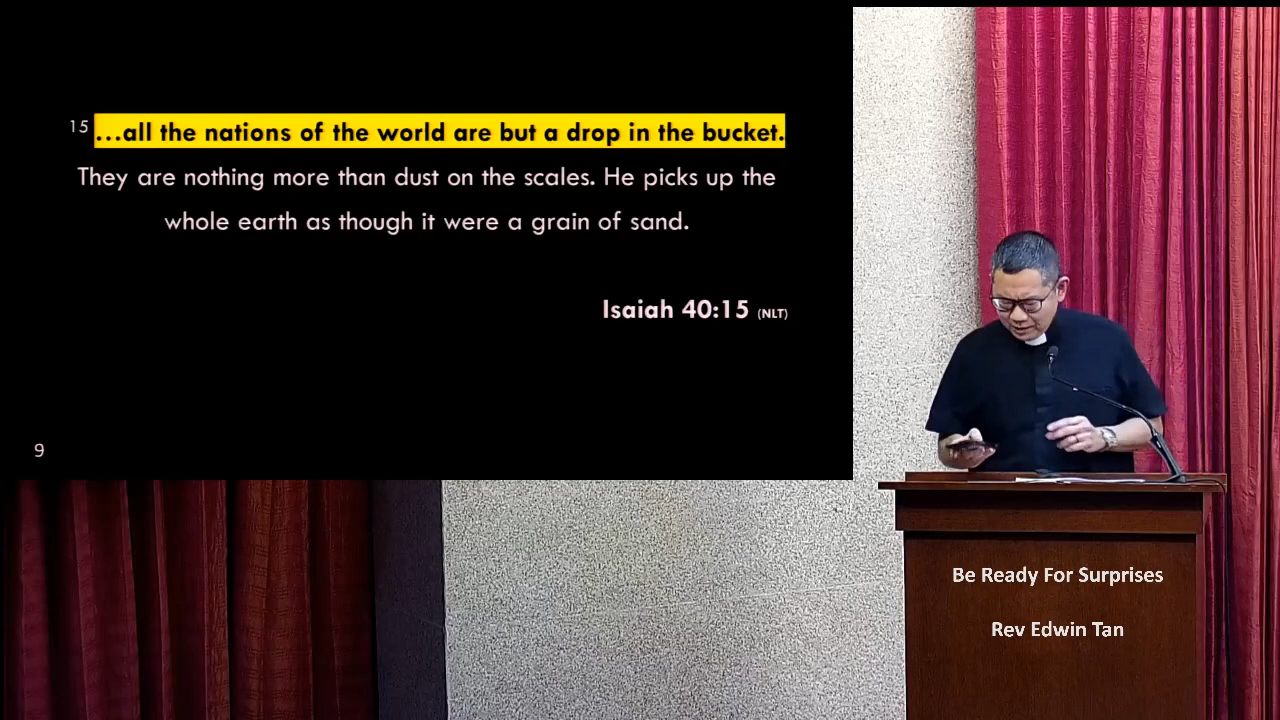 15 …all the nations of the world are but a drop in the bucket.
They are nothing more than dust on the scales. He picks up the
whole earth as though it were a grain of sand.
Isaiah 40:15 (NLT)
9
Be Ready For Surprises
Rev Edwin Tan